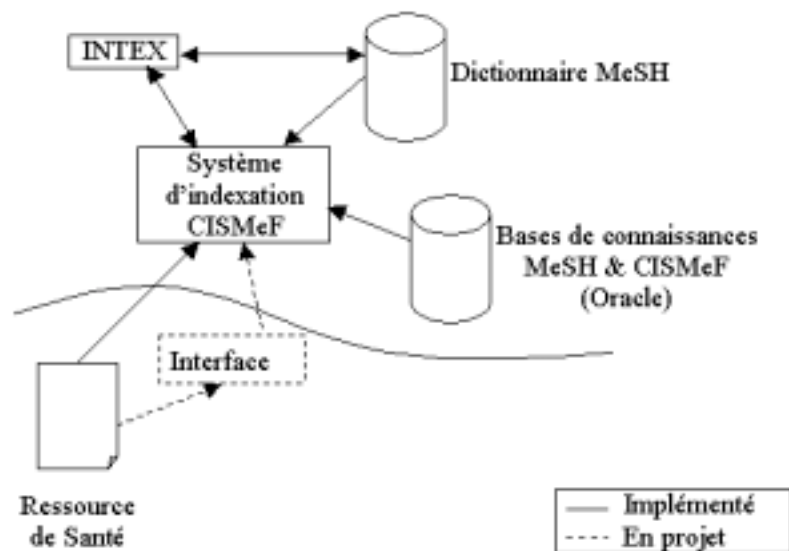 INTEX
Dictionnaire MeSH
Système
d'indexation
CISMeF
Bases de connaissances
MeSH & CISMeF
(Oracle)
Interface
Ressource
de Santé
Implémenté
En projet